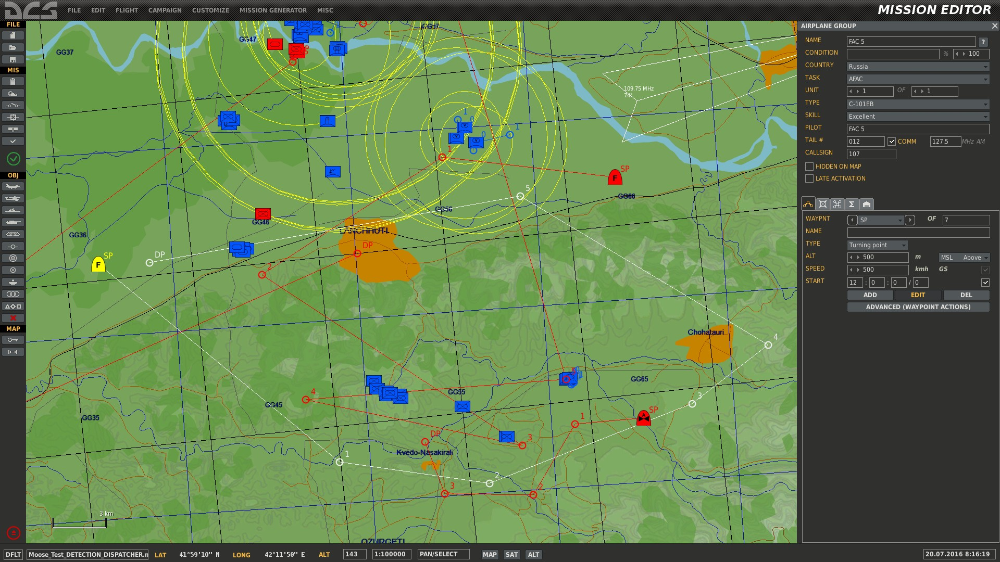 DCS
FILE EDIT FLIGHT CAMPAIGN CUSTOMIZE MISSION GENERATOR MISC
MISSION EDITOR
FILE
MIS
OBJ
MAP
GG37
GG47
GG57
109.75 MHz
74°
1
0
1
0
1
SP
F
GG66
5
GG56
GG46
LANCHHUTI
GG36
DP
DP
SP
F
2
Chohatauri
4
GG65
GG55
4
GG45
3
GG35
SP
1
DP
3
Kvedo-Nasakirali
1
2
3
2
3 km
OZURGETI
AIRPLANE GROUP
NAME FAC 5 ?
CONDITION % 100
COUNTRY Russia
TASK AFAC
UNIT 1 OF 1
TYPE C-101EB
SKILL Excellent
PILOT FAC 5
TAIL # 012 COMM 127.5 MHz AM
CALLSIGN 107
HIDDEN ON MAP
LATE ACTIVATION
WAYPNT SP OF 7
NAME
TYPE Turning point
ALT 500 m MSL Above
SPEED 500 kmh GS
START 12 : 0 : 0 / 0
ADD EDIT DEL
ADVANCED (WAYPOINT ACTIONS)
DFLT Moose_Test_DETECTION_DISPATCHER.n LAT 41°59'10'' N LONG 42°11'50'' E ALT 143 1:100000 PAN/SELECT MAP SAT ALT 20.07.2016 8:16:19